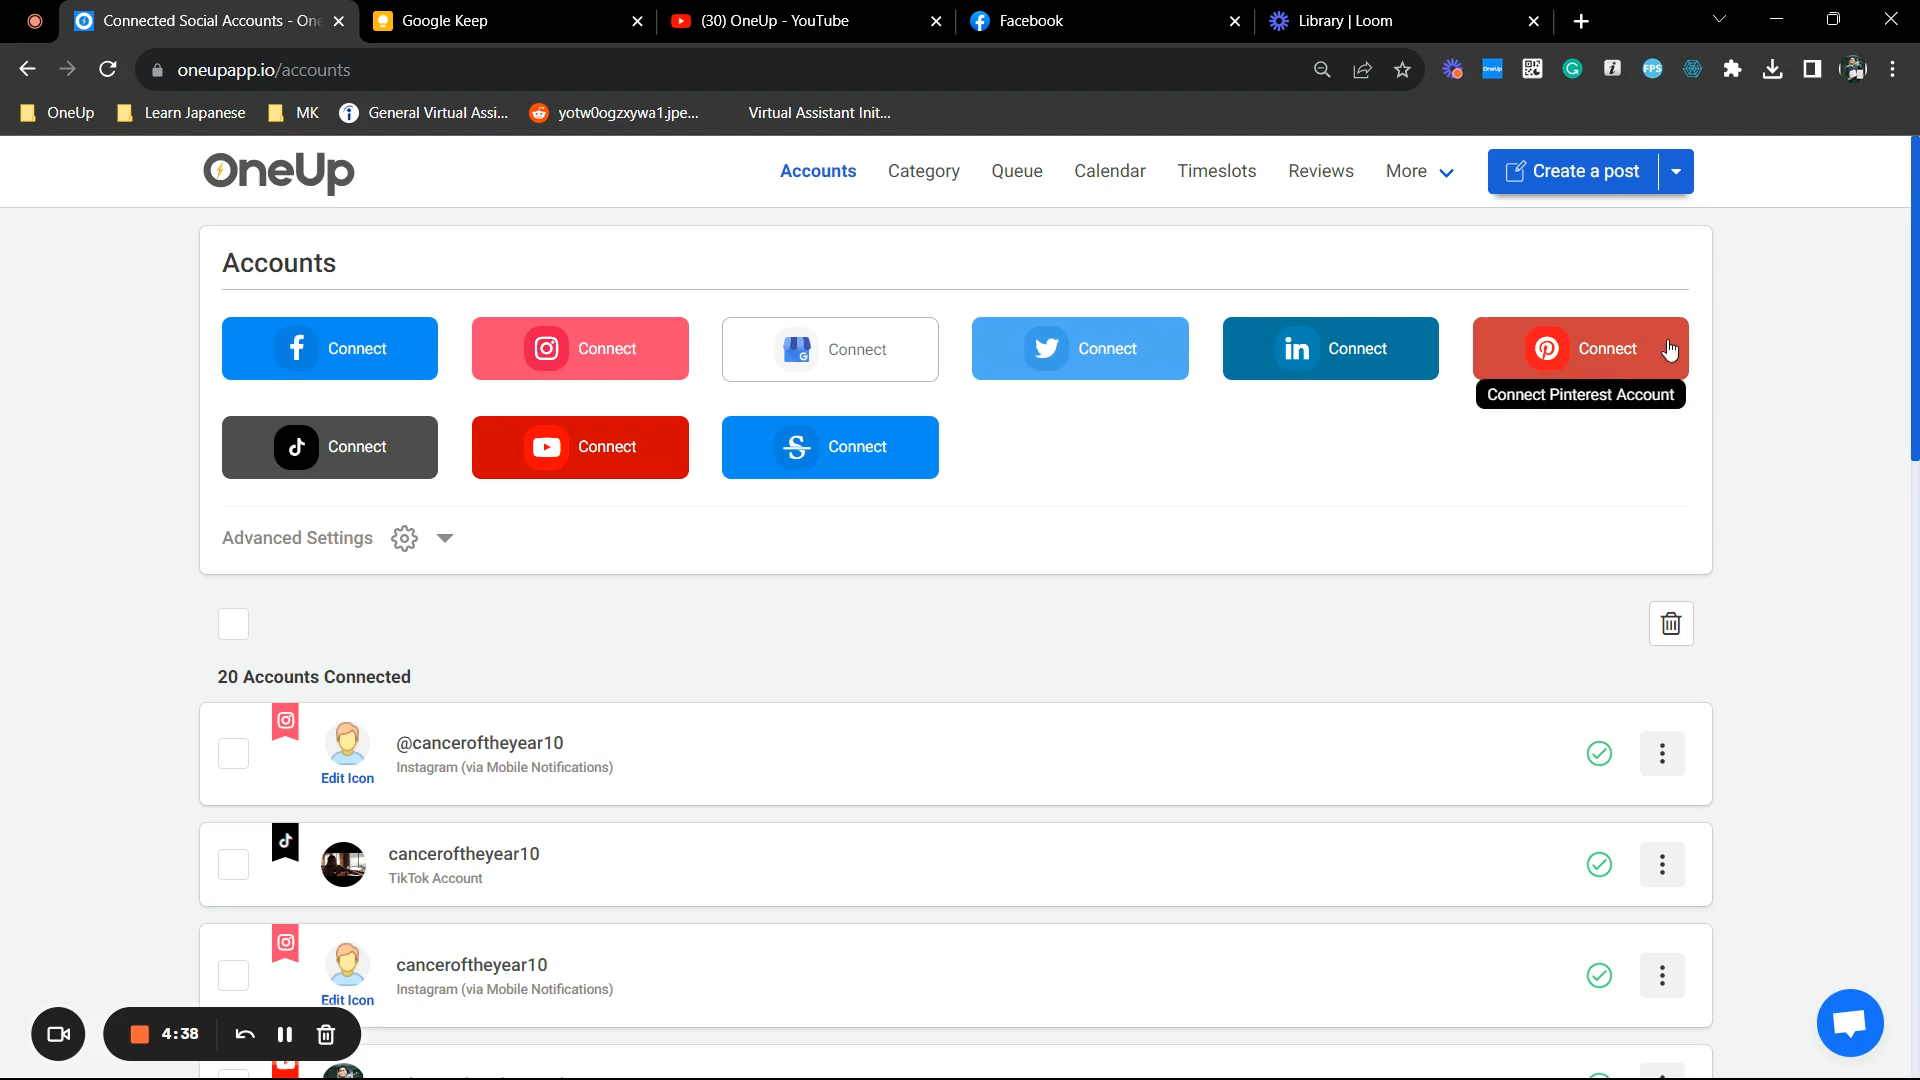 Connected Social Accounts - One
Google Keep
(30) OneUp - YouTube
Facebook
Library | Loom
oneupapp.io/accounts
OneUp
Learn Japanese
MK
General Virtual Assi...
yotw0ogzxywa1.jpe...
Virtual Assistant Init...
OneUp
FPS
OneUp
Accounts
Category
Queue
Calendar
Timeslots
Reviews
More
Create a post
Accounts
Connect
Connect
Connect
Connect
Connect
Connect
Connect Pinterest Account
Connect
Connect
Connect
Advanced Settings
20 Accounts Connected
@canceroftheyear10
Instagram (via Mobile Notifications)
Edit Icon
canceroftheyear10
TikTok Account
canceroftheyear10
Instagram (via Mobile Notifications)
Edit Icon
4:38